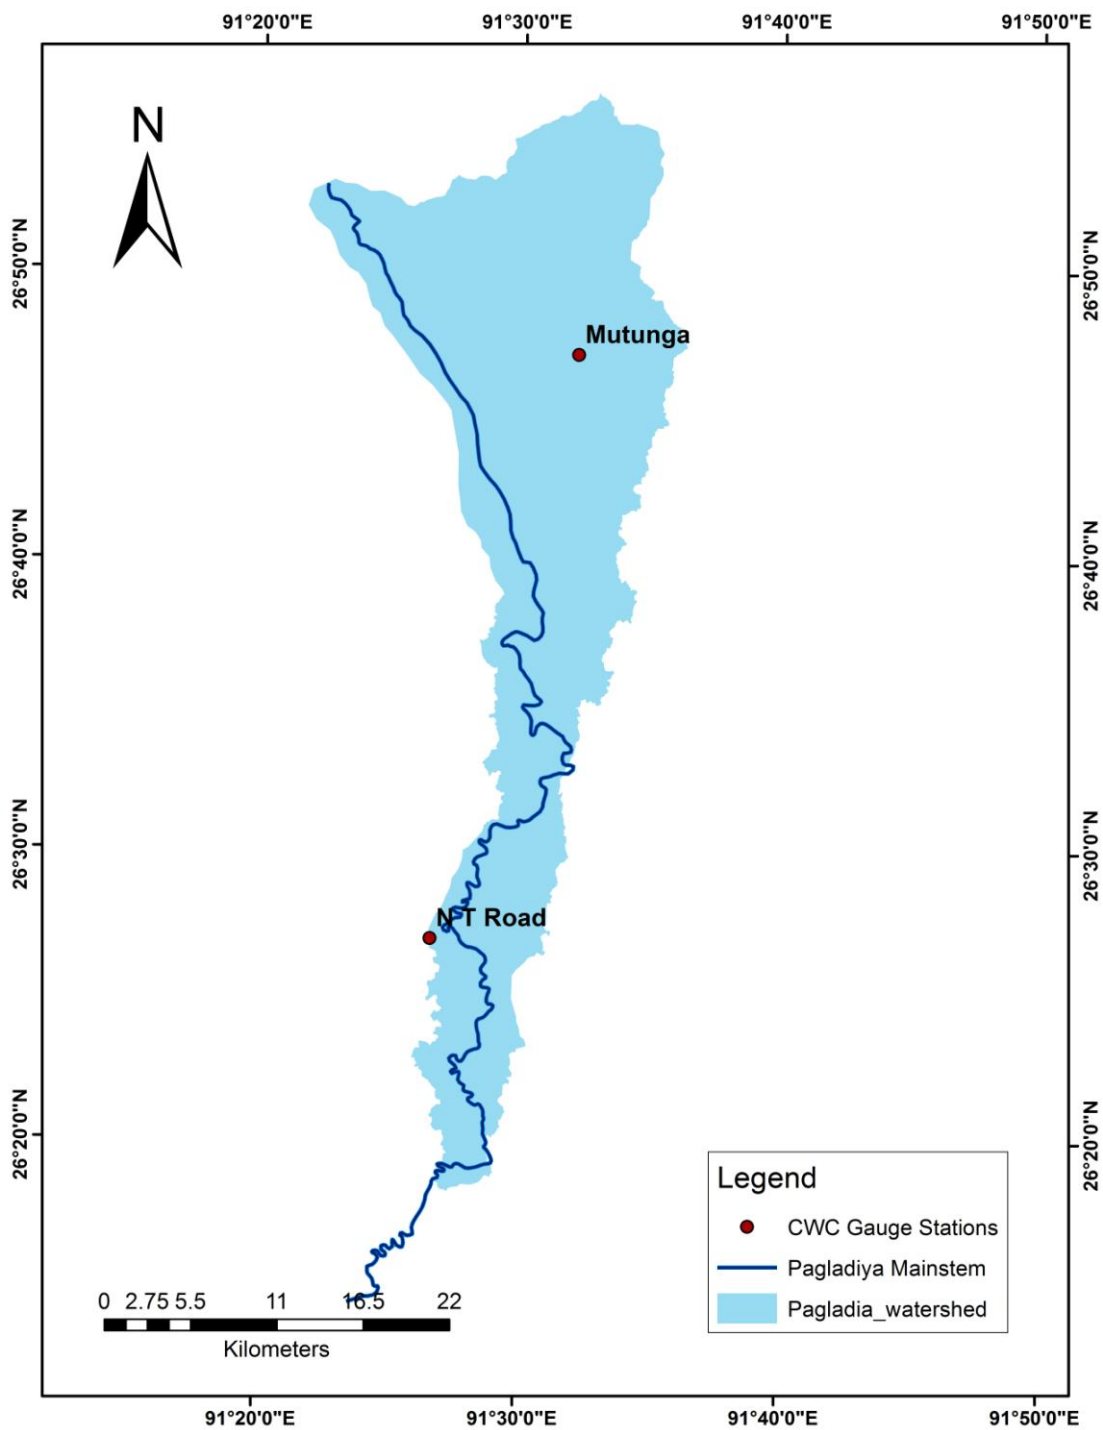 91°20'0"E 91°30'0"E 91°40'0"E 91°50'0"E
N
26°50'0"N 26°50'0"N
Mutunga
26°40'0"N 26°40'0"N
26°30'0"N 26°30'0"N
N T Road
26°20'0"N 26°20'0"N
Legend
CWC Gauge Stations
Pagladiya Mainstem
Pagladia_watershed
0 2.75 5.5 11 16.5 22
Kilometers
91°20'0"E 91°30'0"E 91°40'0"E 91°50'0"E